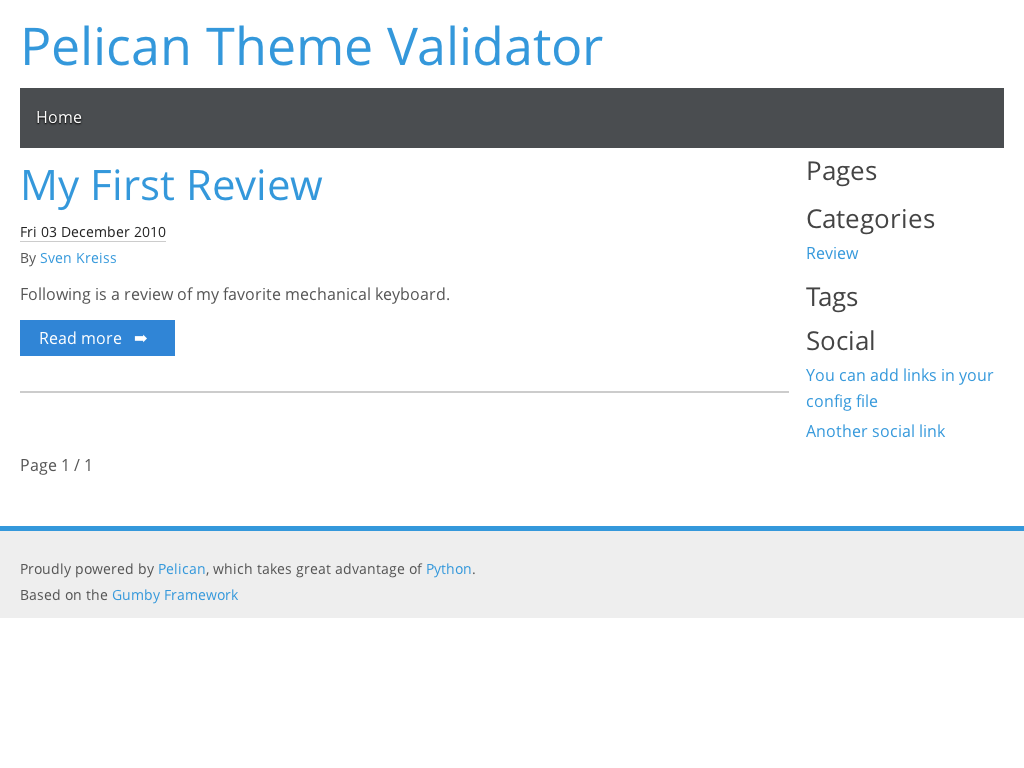 Pelican Theme Validator
Home
My First Review
Fri 03 December 2010
By Sven Kreiss
Following is a review of my favorite mechanical keyboard.
Read more ➡
Page 1 / 1
Pages
Categories
Review
Tags
Social
You can add links in your
config file
Another social link
Proudly powered by Pelican, which takes great advantage of Python.
Based on the Gumby Framework